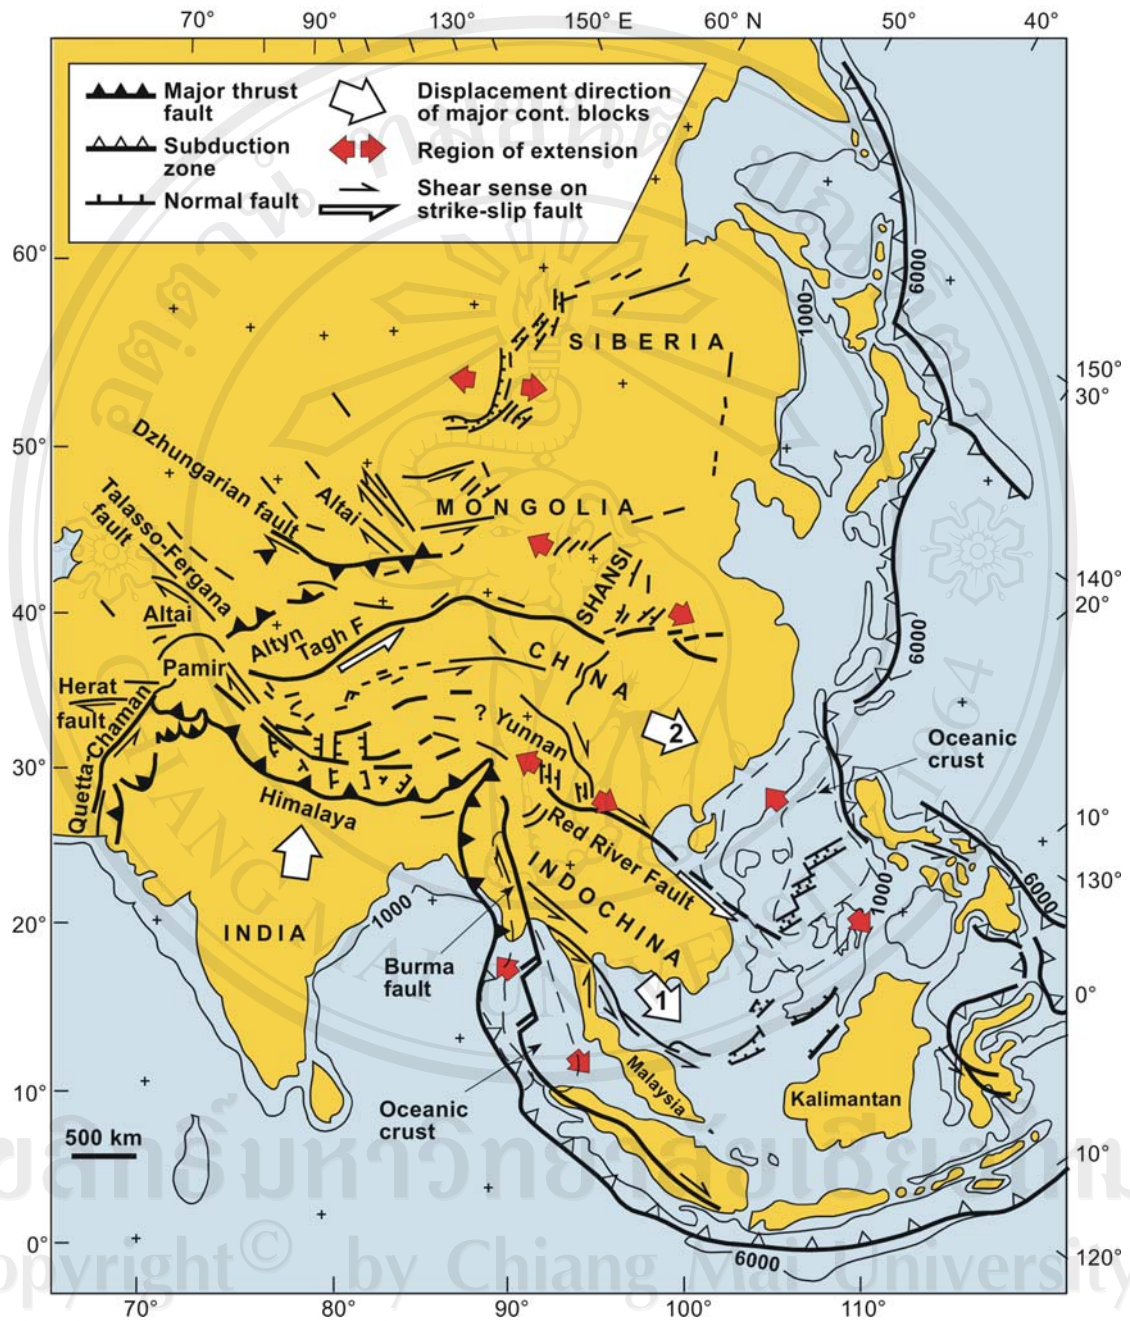 70° 90° 130° 150° E 60° N 50° 40°
Major thrust
fault
Displacement direction
of major cont. blocks
Subduction
zone
Region of extension
Normal fault
Shear sense on
strike-slip fault
60°
6000
1000
SIBERIA
150°
30°
50°
Dzhungarian fault
Talasso-Fergana
fault
Altai
MONGOLIA
SHANSI
140°
20°
40°
Altai
Altyn
Tagh F
6000
CHINA
Pamir
Herat
fault
Quetta-Chaman
? Yunnan
2
Oceanic
crust
30°
Himalaya
Red River Fault
10°
INDOCHINA
6000
130°
1000
1000
20°
INDIA
Burma
fault
1
0°
Malaysia
10°
Kalimantan
Oceanic
crust
500 km
10°
0°
6000
120°
70° 80° 90° 100° 110°
CHIANG MAI UNIVERSITY 1964
Copyright© by Chiang Mai University